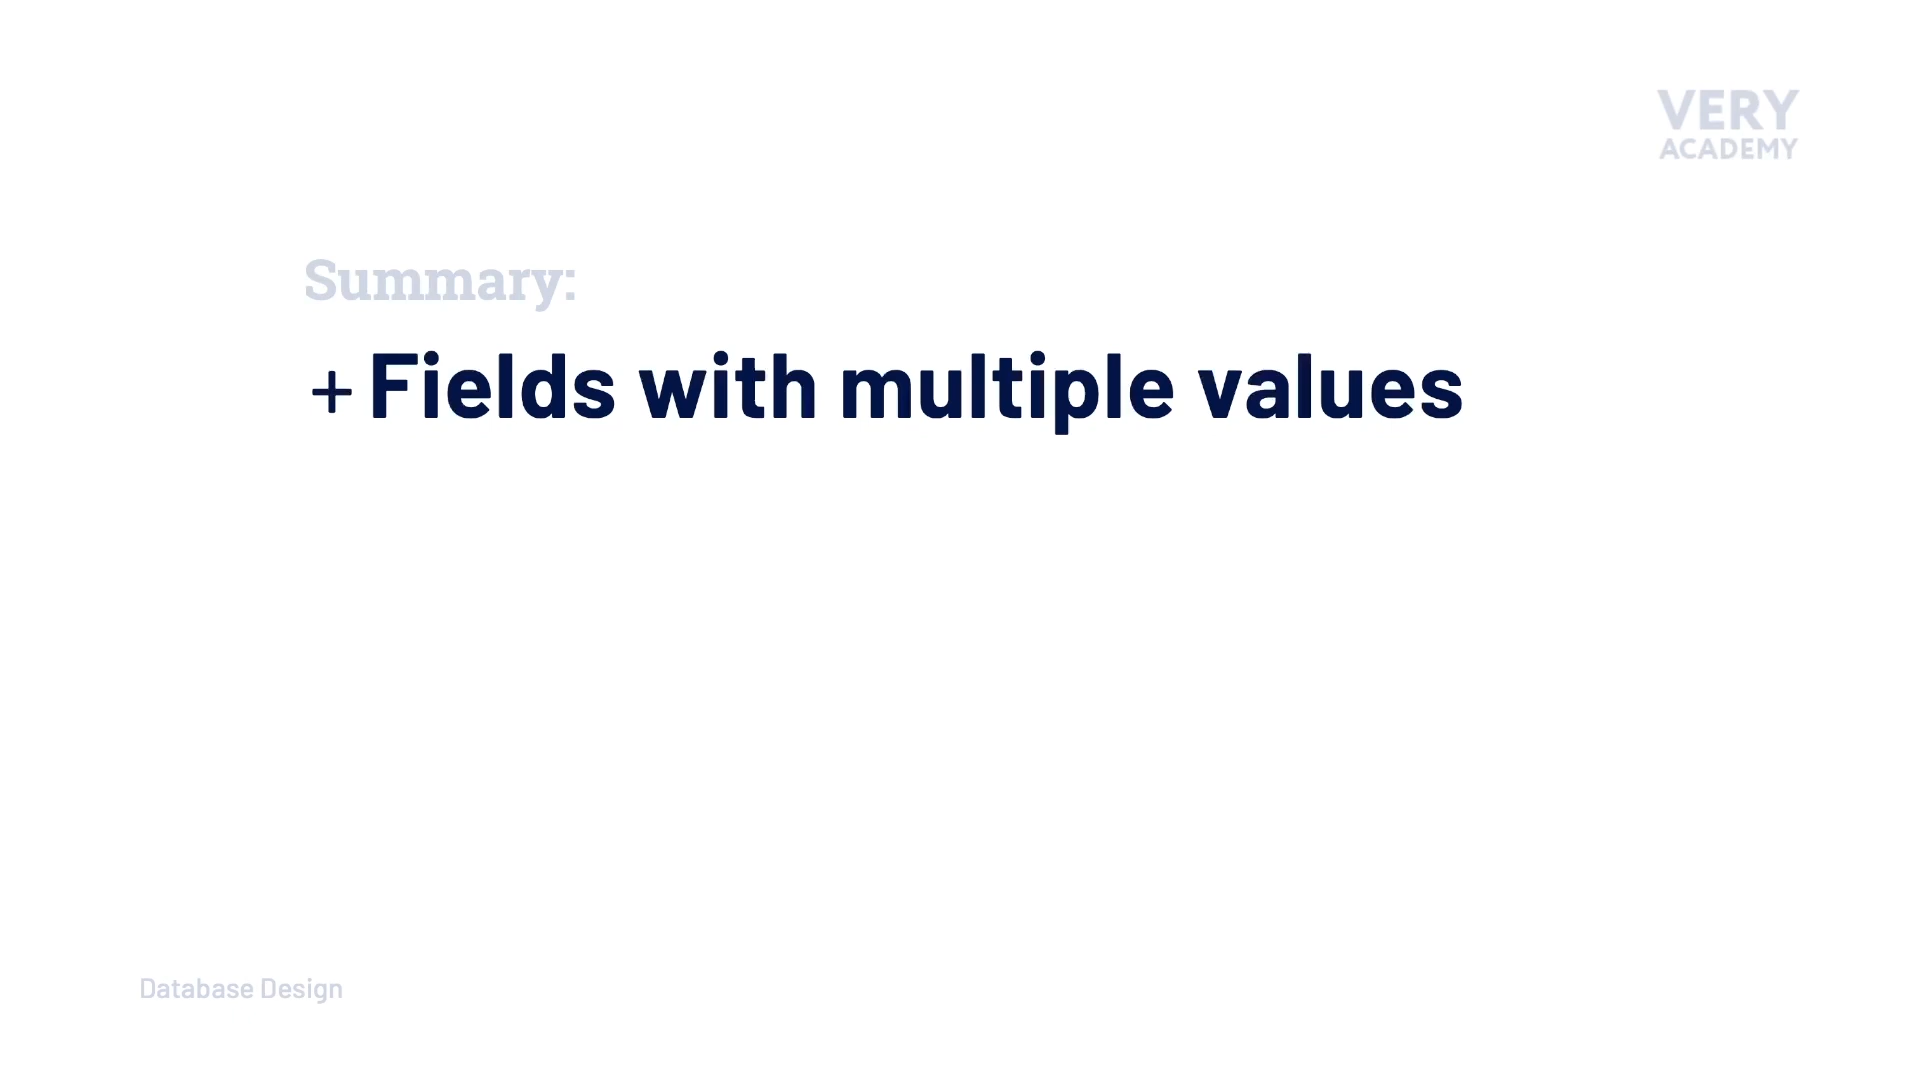 VERY
ACADEMY
Summary:
+ Fields with multiple values
Database Design